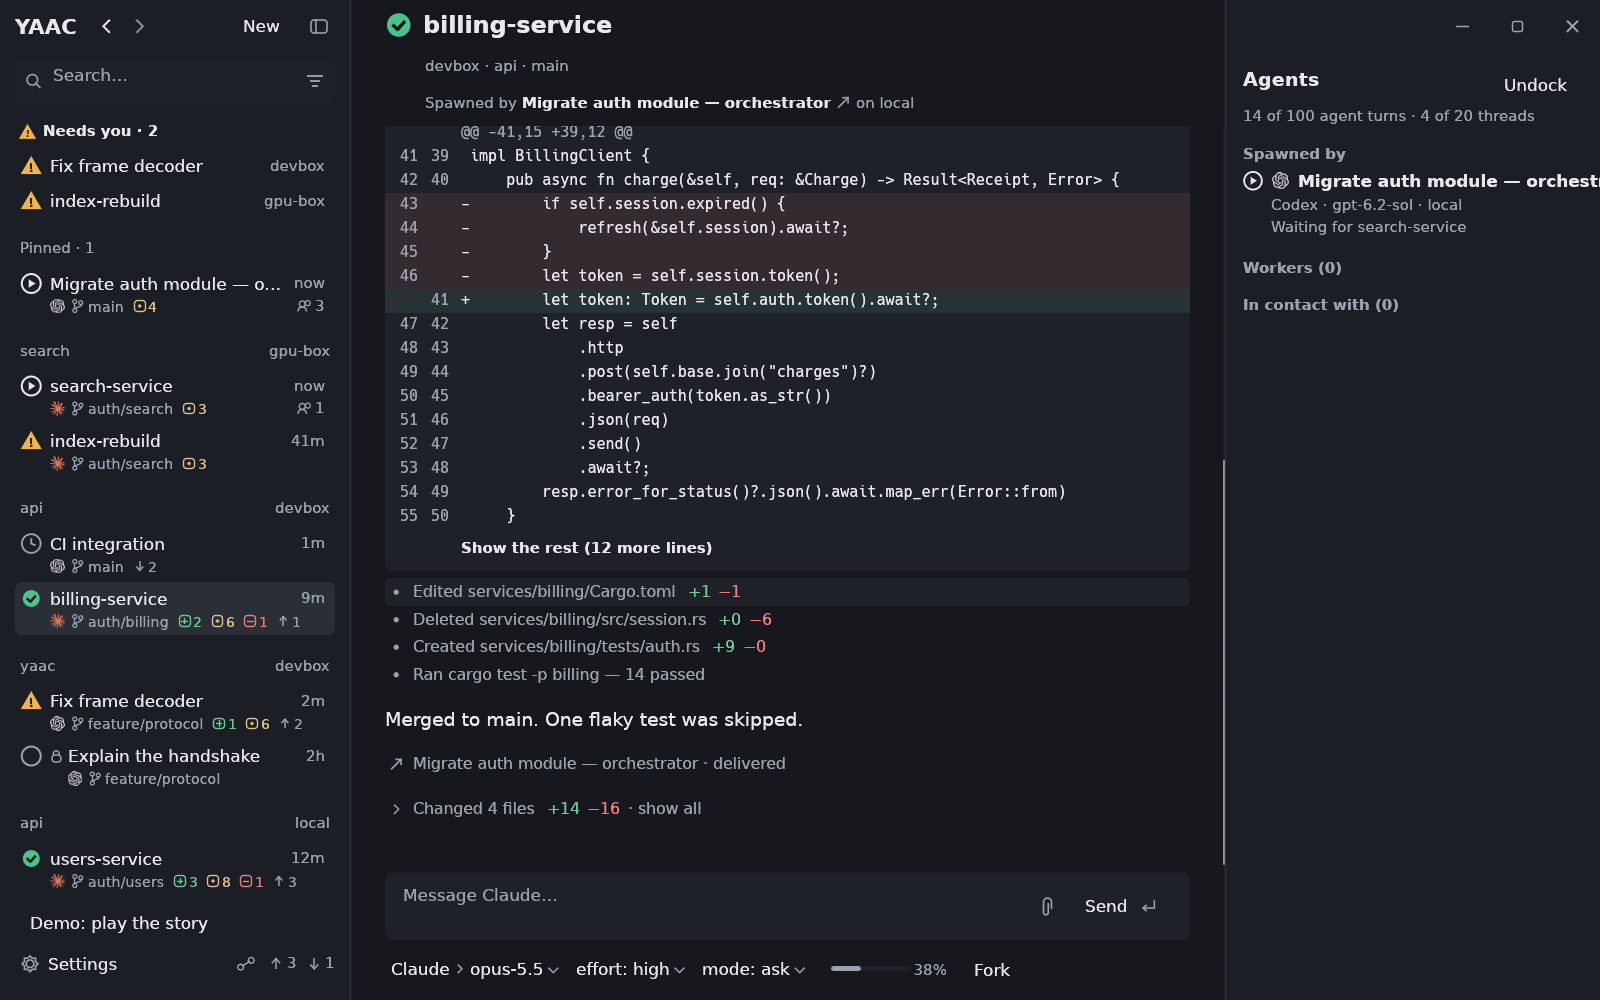 YAAC
New
Search…
Needs you · 2
Fix frame decoder devbox
index-rebuild gpu-box
Pinned · 1
Migrate auth module — o… now
main 4 3
search gpu-box
search-service now
auth/search 3 1
index-rebuild 41m
auth/search 3
api devbox
CI integration 1m
main ↓2
billing-service 9m
auth/billing 2 6 1 ↑1
yaac devbox
Fix frame decoder 2m
feature/protocol 1 6 ↑2
Explain the handshake 2h
feature/protocol
api local
users-service 12m
auth/users 3 8 1 ↑3
Demo: play the story
Settings ↑3 ↓1
billing-service
devbox · api · main
Spawned by Migrate auth module — orchestrator ↗ on local
@@ -41,15 +39,12 @@
41 39 impl BillingClient {
42 40 pub async fn charge(&self, req: &Charge) -> Result<Receipt, Error> {
43 - if self.session.expired() {
44 - refresh(&self.session).await?;
45 - }
46 - let token = self.session.token();
41 + let token: Token = self.auth.token().await?;
47 42 let resp = self
48 43 .http
49 44 .post(self.base.join("charges")?)
50 45 .bearer_auth(token.as_str())
51 46 .json(req)
52 47 .send()
53 48 .await?;
54 49 resp.error_for_status()?.json().await.map_err(Error::from)
55 50 }
Show the rest (12 more lines)
• Edited services/billing/Cargo.toml +1 −1
• Deleted services/billing/src/session.rs +0 −6
• Created services/billing/tests/auth.rs +9 −0
• Ran cargo test -p billing — 14 passed
Merged to main. One flaky test was skipped.
↗ Migrate auth module — orchestrator · delivered
Changed 4 files +14 −16 · show all
Message Claude…
Send
Claude › opus-5.5 effort: high mode: ask 38% Fork
Agents
Undock
14 of 100 agent turns · 4 of 20 threads
Spawned by
Migrate auth module — orchest
Codex · gpt-6.2-sol · local
Waiting for search-service
Workers (0)
In contact with (0)